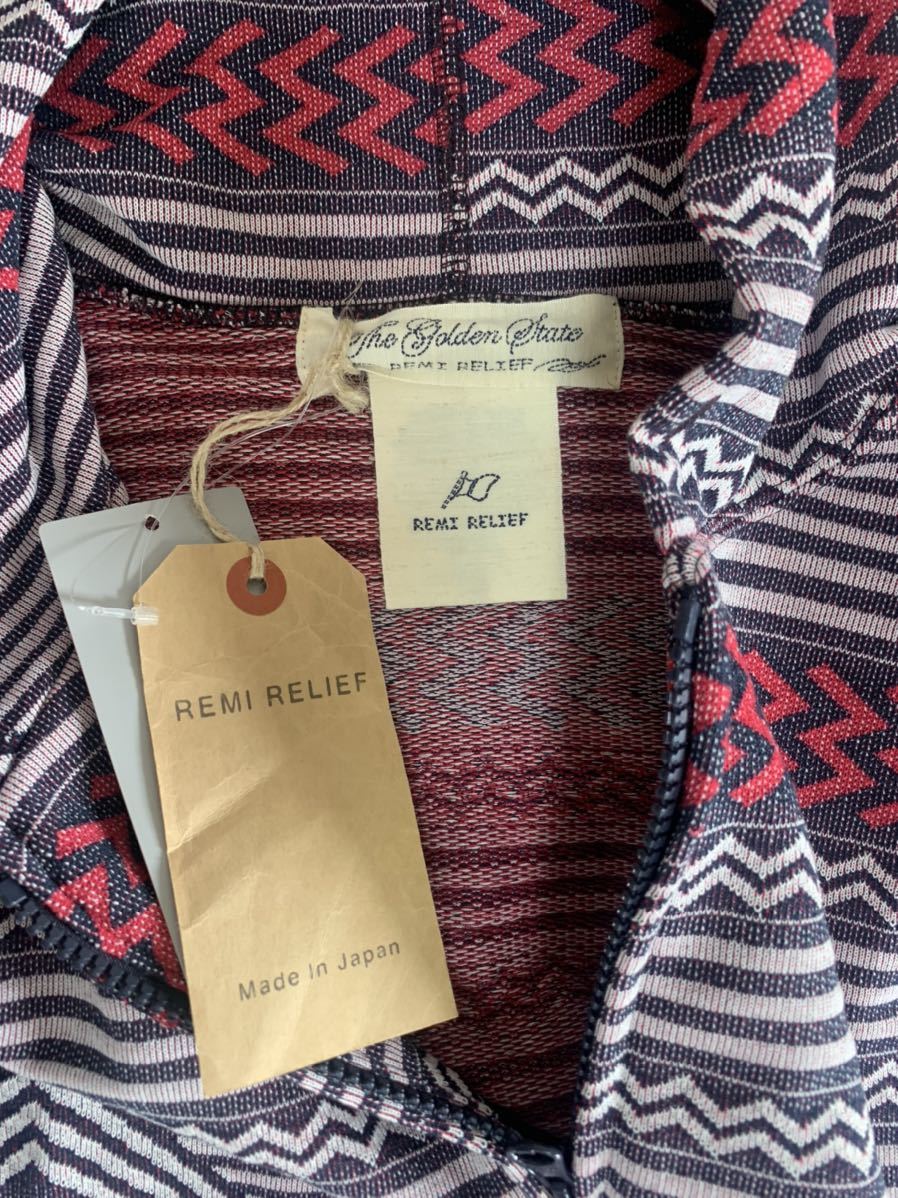 The Golden State
REMI RELIEF
REMI RELIEF
REMI RELIEF
Made In Japan